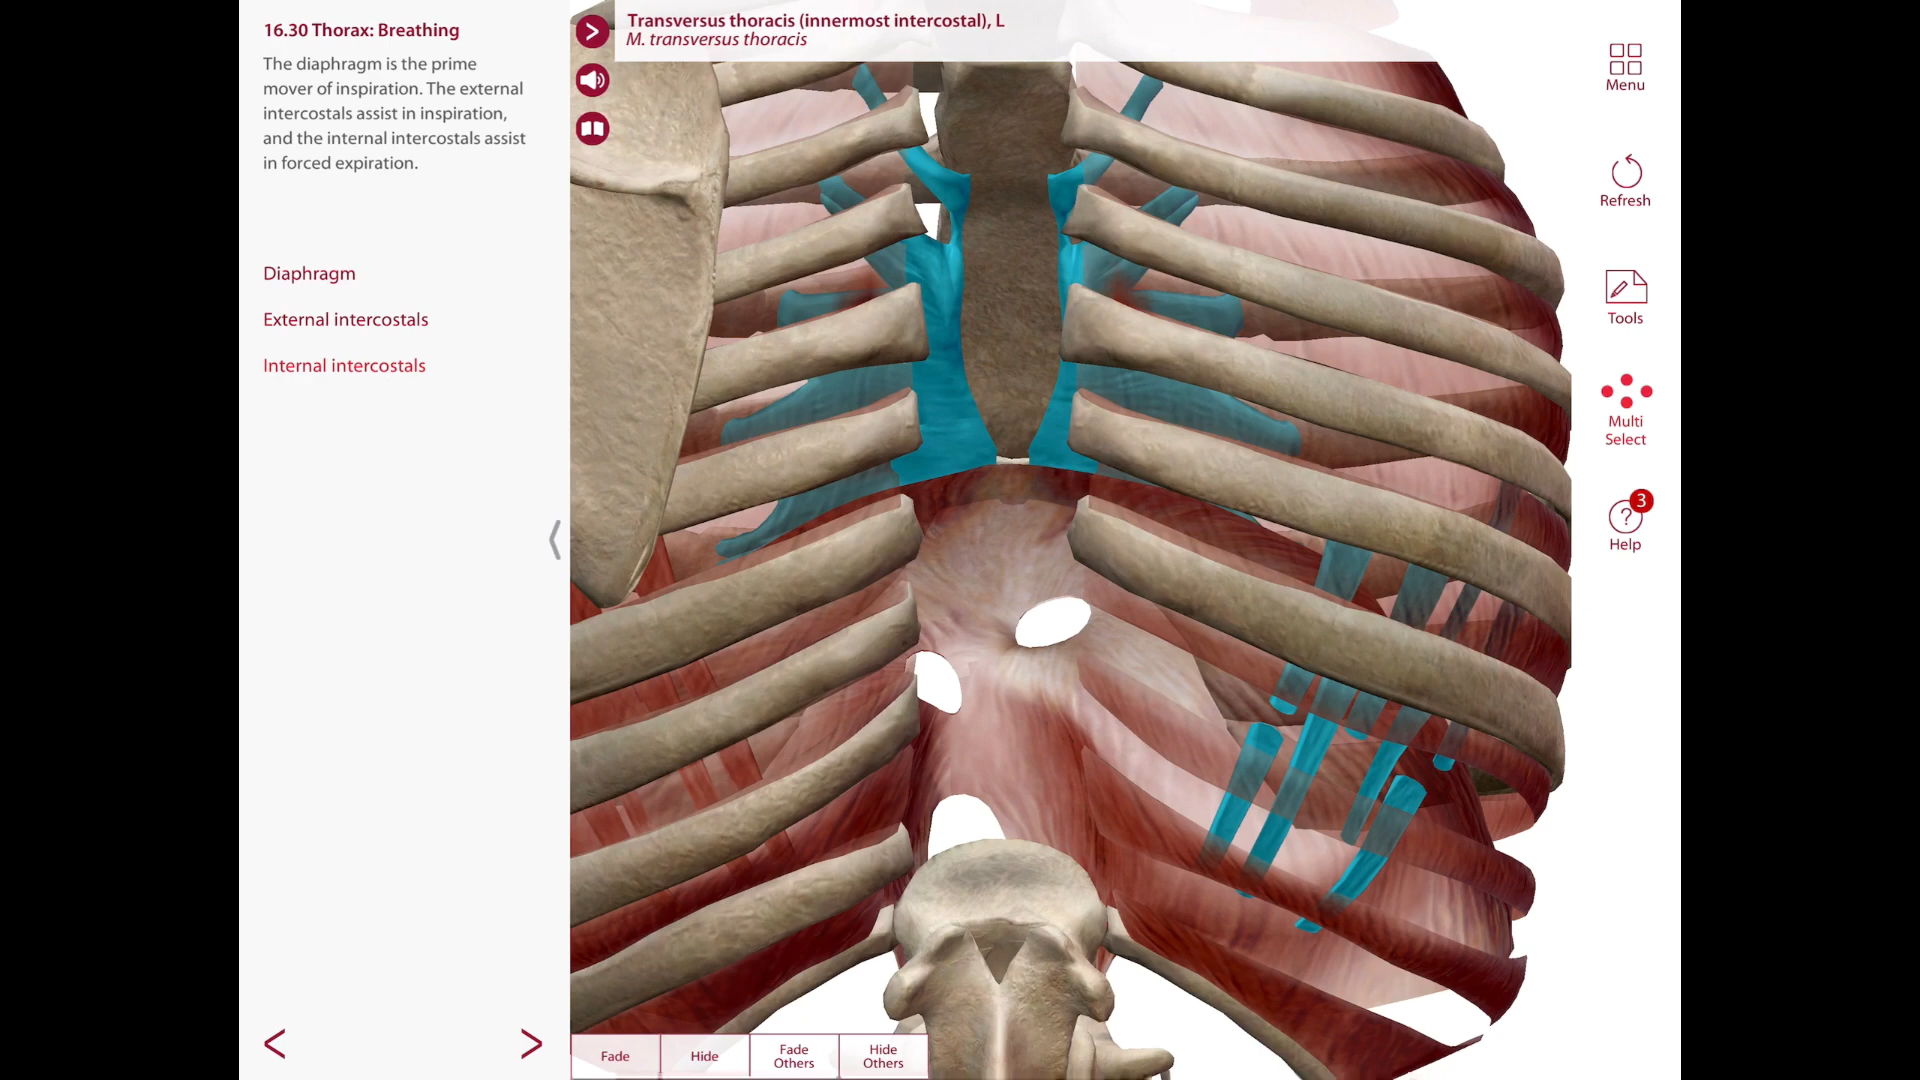 16.30 Thorax: Breathing
The diaphragm is the prime
mover of inspiration. The external
intercostals assist in inspiration,
and the internal intercostals assist
in forced expiration.
Diaphragm
External intercostals
Internal intercostals
Transversus thoracis (innermost intercostal), L
M. transversus thoracis
Menu
Refresh
Tools
Multi
Select
3
?
Help
Fade
Hide
Fade
Others
Hide
Others